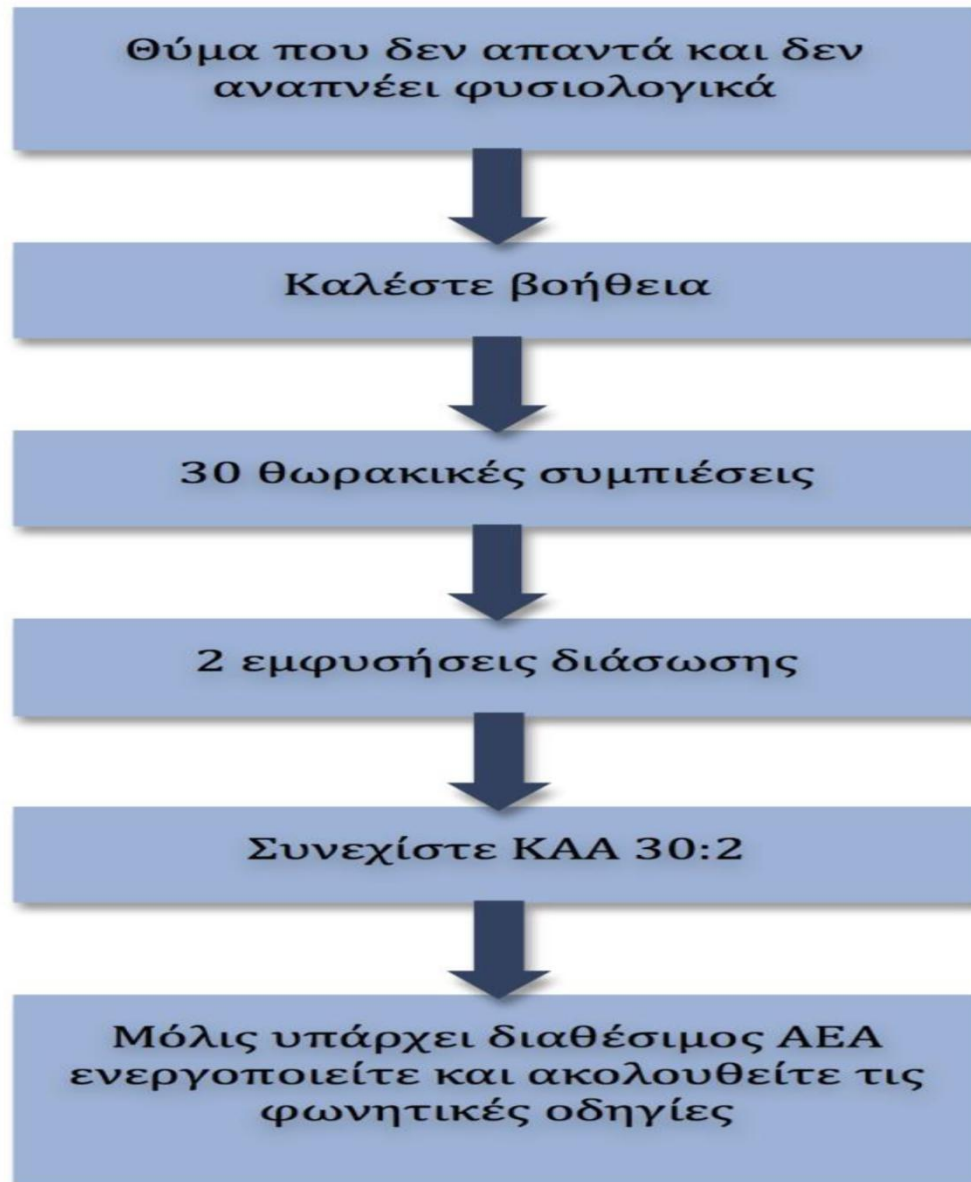 Θύμα που δεν απαντά και δεν
αναπνέει φυσιολογικά
Καλέστε βοήθεια
30 θωρακικές συμπιέσεις
2 εμφυσήσεις διάσωσης
Συνεχίστε ΚΑΑ 30:2
Μόλις υπάρχει διαθέσιμος ΑΕΑ
ενεργοποιείτε και ακολουθείτε τις
φωνητικές οδηγίες